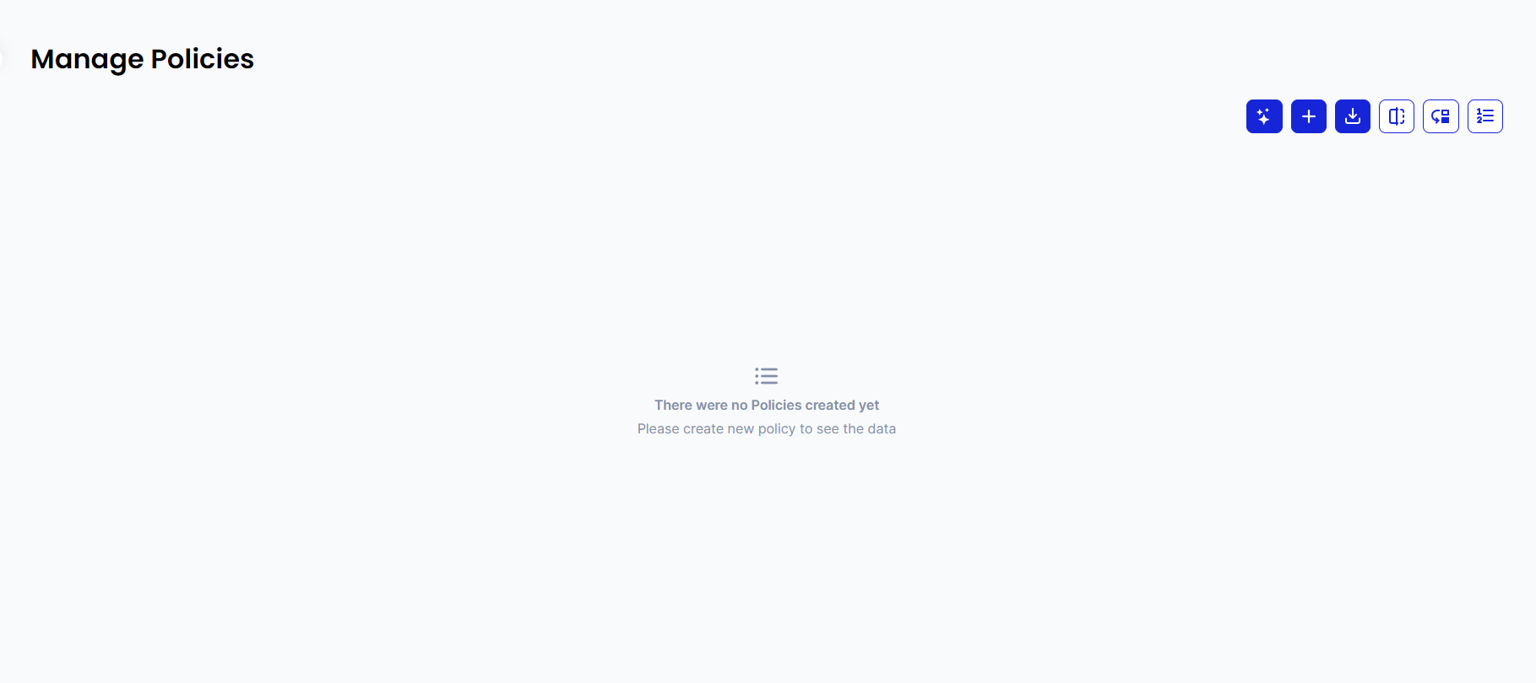 Manage Policies
There were no Policies created yet
Please create new policy to see the data